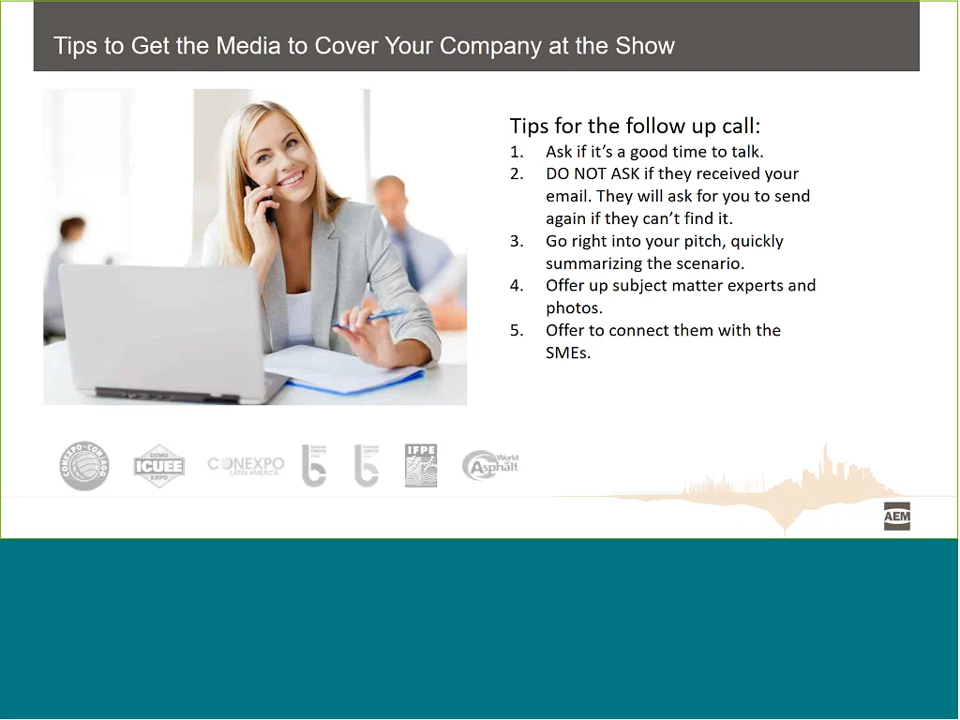 Tips to Get the Media to Cover Your Company at the Show
Tips for the follow up call:
1. Ask if it's a good time to talk.
2. DO NOT ASK if they received your
email. They will ask for you to send
again if they can't find it.
3. Go right into your pitch, quickly
summarizing the scenario.
4. Offer up subject matter experts and
photos.
5. Offer to connect them with the
SMEs.
CONEXPO-CON/AGG
DEMO
ICUEE
EXPO
CONEXPO
LATIN AMERICA
IFPE
World
Asphalt
AEM